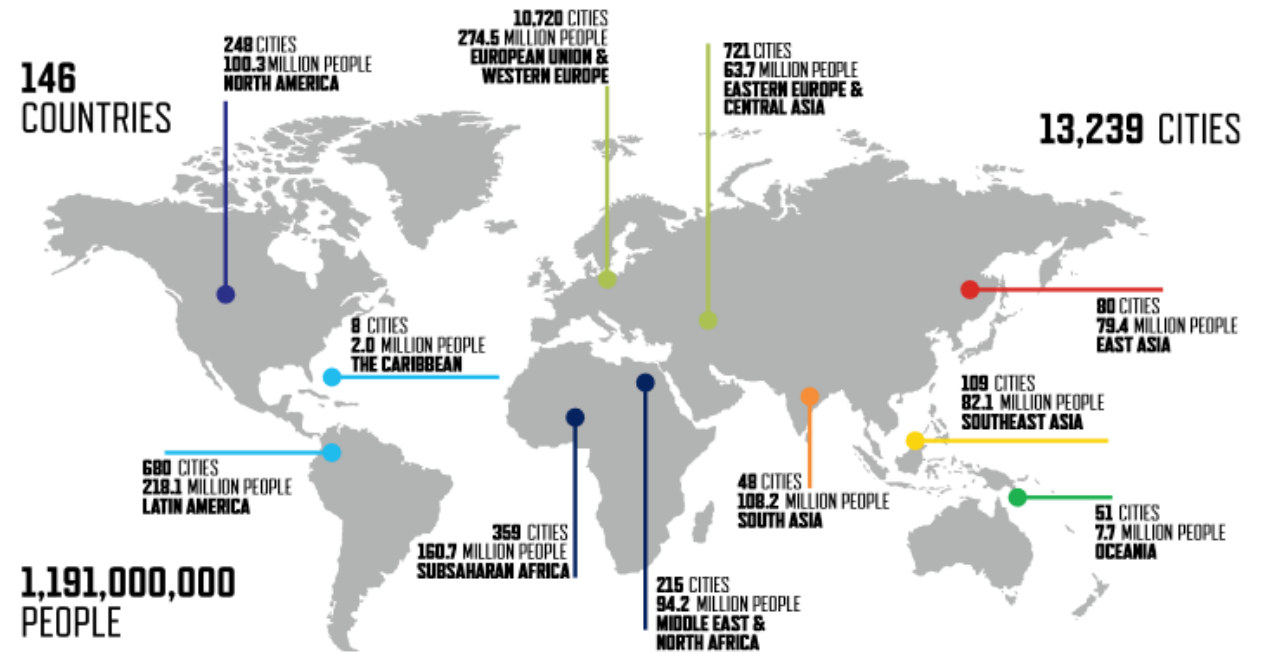 146
COUNTRIES
248 CITIES
100.3 MILLION PEOPLE
NORTH AMERICA
10,720 CITIES
274.5 MILLION PEOPLE
EUROPEAN UNION &
WESTERN EUROPE
721 CITIES
63.7 MILLION PEOPLE
EASTERN EUROPE &
CENTRAL ASIA
13,239 CITIES
8 CITIES
2.0 MILLION PEOPLE
THE CARIBBEAN
80 CITIES
79.4 MILLION PEOPLE
EAST ASIA
109 CITIES
82.1 MILLION PEOPLE
SOUTHEAST ASIA
680 CITIES
218.1 MILLION PEOPLE
LATIN AMERICA
48 CITIES
108.2 MILLION PEOPLE
SOUTH ASIA
51 CITIES
7.7 MILLION PEOPLE
OCEANIA
359 CITIES
160.7 MILLION PEOPLE
SUBSAHARAN AFRICA
215 CITIES
94.2 MILLION PEOPLE
MIDDLE EAST &
NORTH AFRICA
1,191,000,000
PEOPLE